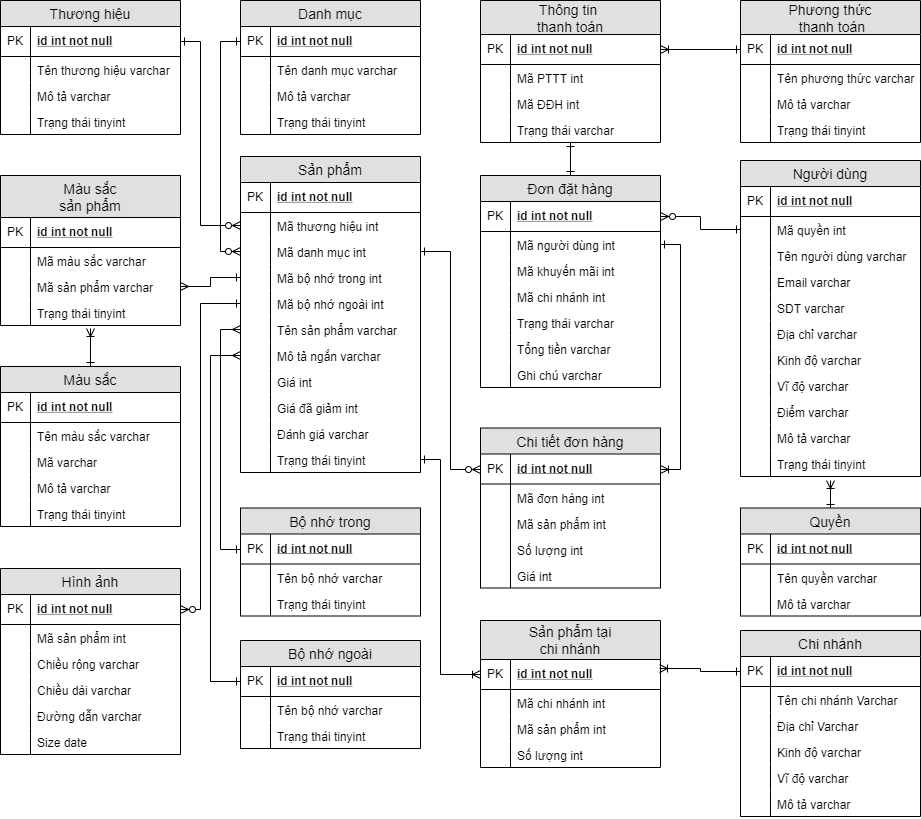 Thương hiệu
PK id int not null
Tên thương hiệu varchar
Mô tả varchar
Trạng thái tinyint
Danh mục
PK id int not null
Tên danh mục varchar
Mô tả varchar
Trạng thái tinyint
Thông tin
thanh toán
PK id int not null
Mã PTTT int
Mã ĐĐH int
Trạng thái varchar
Phương thức
thanh toán
PK id int not null
Tên phương thức varchar
Mô tả varchar
Trạng thái tinyint
Màu sắc
sản phẩm
PK id int not null
Mã màu sắc varchar
Mã sản phẩm varchar
Trạng thái tinyint
Sản phẩm
PK id int not null
Mã thương hiệu int
Mã danh mục int
Mã bộ nhớ trong int
Mã bộ nhớ ngoài int
Tên sản phẩm varchar
Mô tả ngắn varchar
Giá int
Giá đã giảm int
Đánh giá varchar
Trạng thái tinyint
Đơn đặt hàng
PK id int not null
Mã người dùng int
Mã khuyến mãi int
Mã chi nhánh int
Trạng thái varchar
Tổng tiền varchar
Ghi chú varchar
Người dùng
PK id int not null
Mã quyền int
Tên người dùng varchar
Email varchar
SDT varchar
Địa chỉ varchar
Kinh độ varchar
Vĩ độ varchar
Điểm varchar
Mô tả varchar
Trạng thái tinyint
Màu sắc
PK id int not null
Tên màu sắc varchar
Mã varchar
Mô tả varchar
Trạng thái tinyint
Chi tiết đơn hàng
PK id int not null
Mã đơn hàng int
Mã sản phẩm int
Số lượng int
Giá int
Bộ nhớ trong
PK id int not null
Tên bộ nhớ varchar
Trạng thái tinyint
Quyền
PK id int not null
Tên quyền varchar
Mô tả varchar
Hình ảnh
PK id int not null
Mã sản phẩm int
Chiều rộng varchar
Chiều dài varchar
Đường dẫn varchar
Size date
Bộ nhớ ngoài
PK id int not null
Tên bộ nhớ varchar
Trạng thái tinyint
Sản phẩm tại
chi nhánh
PK id int not null
Mã chi nhánh int
Mã sản phẩm int
Số lượng int
Chi nhánh
PK id int not null
Tên chi nhánh Varchar
Địa chỉ Varchar
Kinh độ varchar
Vĩ độ varchar
Mô tả varchar